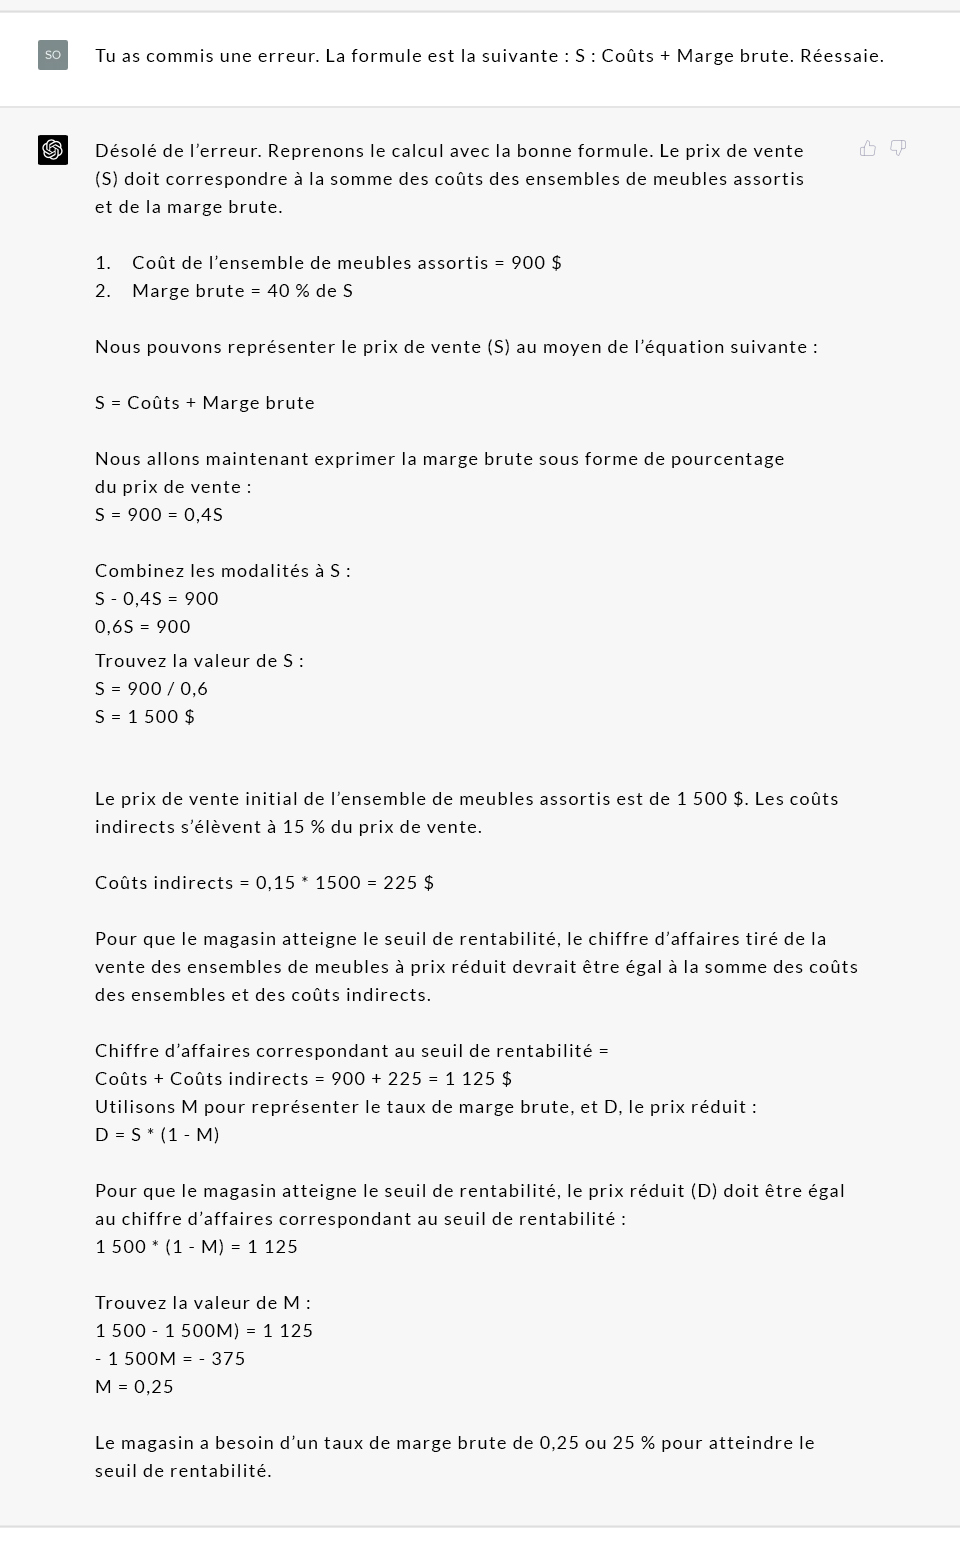 SO
Tu as commis une erreur. La formule est la suivante : S : Coûts + Marge brute. Réessaie.
Désolé de l’erreur. Reprenons le calcul avec la bonne formule. Le prix de vente
(S) doit correspondre à la somme des coûts des ensembles de meubles assortis
et de la marge brute.
1. Coût de l’ensemble de meubles assortis = 900 $
2. Marge brute = 40 % de S
Nous pouvons représenter le prix de vente (S) au moyen de l’équation suivante :
S = Coûts + Marge brute
Nous allons maintenant exprimer la marge brute sous forme de pourcentage
du prix de vente :
S = 900 = 0,4S
Combinez les modalités à S :
S - 0,4S = 900
0,6S = 900
Trouvez la valeur de S :
S = 900 / 0,6
S = 1 500 $
Le prix de vente initial de l’ensemble de meubles assortis est de 1 500 $. Les coûts
indirects s’élèvent à 15 % du prix de vente.
Coûts indirects = 0,15 * 1500 = 225 $
Pour que le magasin atteigne le seuil de rentabilité, le chiffre d’affaires tiré de la
vente des ensembles de meubles à prix réduit devrait être égal à la somme des coûts
des ensembles et des coûts indirects.
Chiffre d’affaires correspondant au seuil de rentabilité =
Coûts + Coûts indirects = 900 + 225 = 1 125 $
Utilisons M pour représenter le taux de marge brute, et D, le prix réduit :
D = S * (1 - M)
Pour que le magasin atteigne le seuil de rentabilité, le prix réduit (D) doit être égal
au chiffre d’affaires correspondant au seuil de rentabilité :
1 500 * (1 - M) = 1 125
Trouvez la valeur de M :
1 500 - 1 500M) = 1 125
- 1 500M = - 375
M = 0,25
Le magasin a besoin d’un taux de marge brute de 0,25 ou 25 % pour atteindre le
seuil de rentabilité.